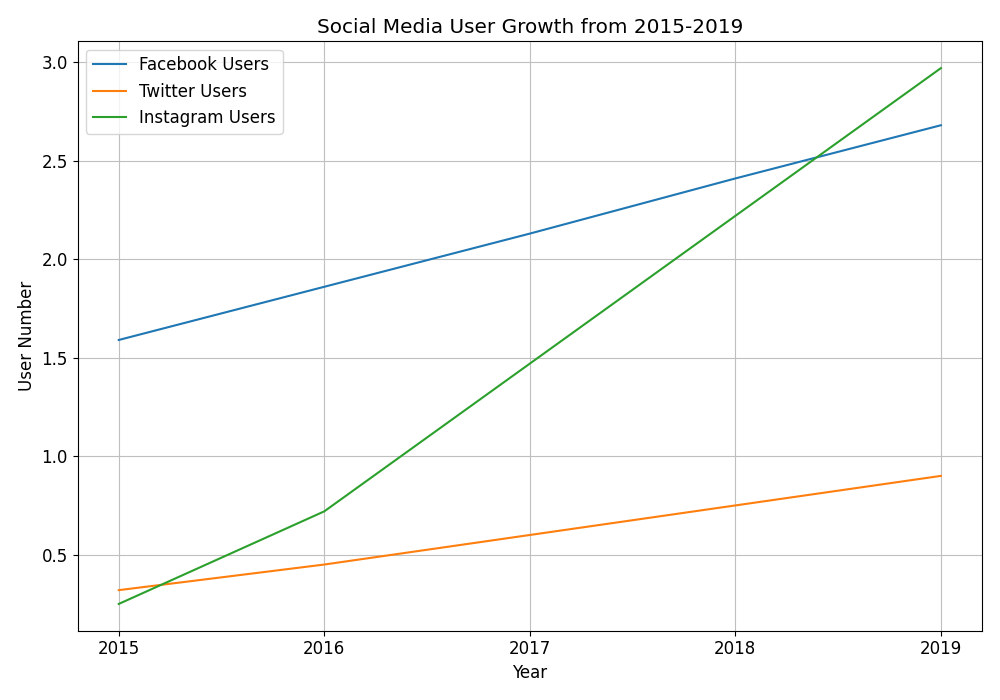 Social Media User Growth from 2015-2019
Facebook Users
Twitter Users
Instagram Users
User Number
3.0
2.5
2.0
1.5
1.0
0.5
2015 2016 2017 2018 2019
Year